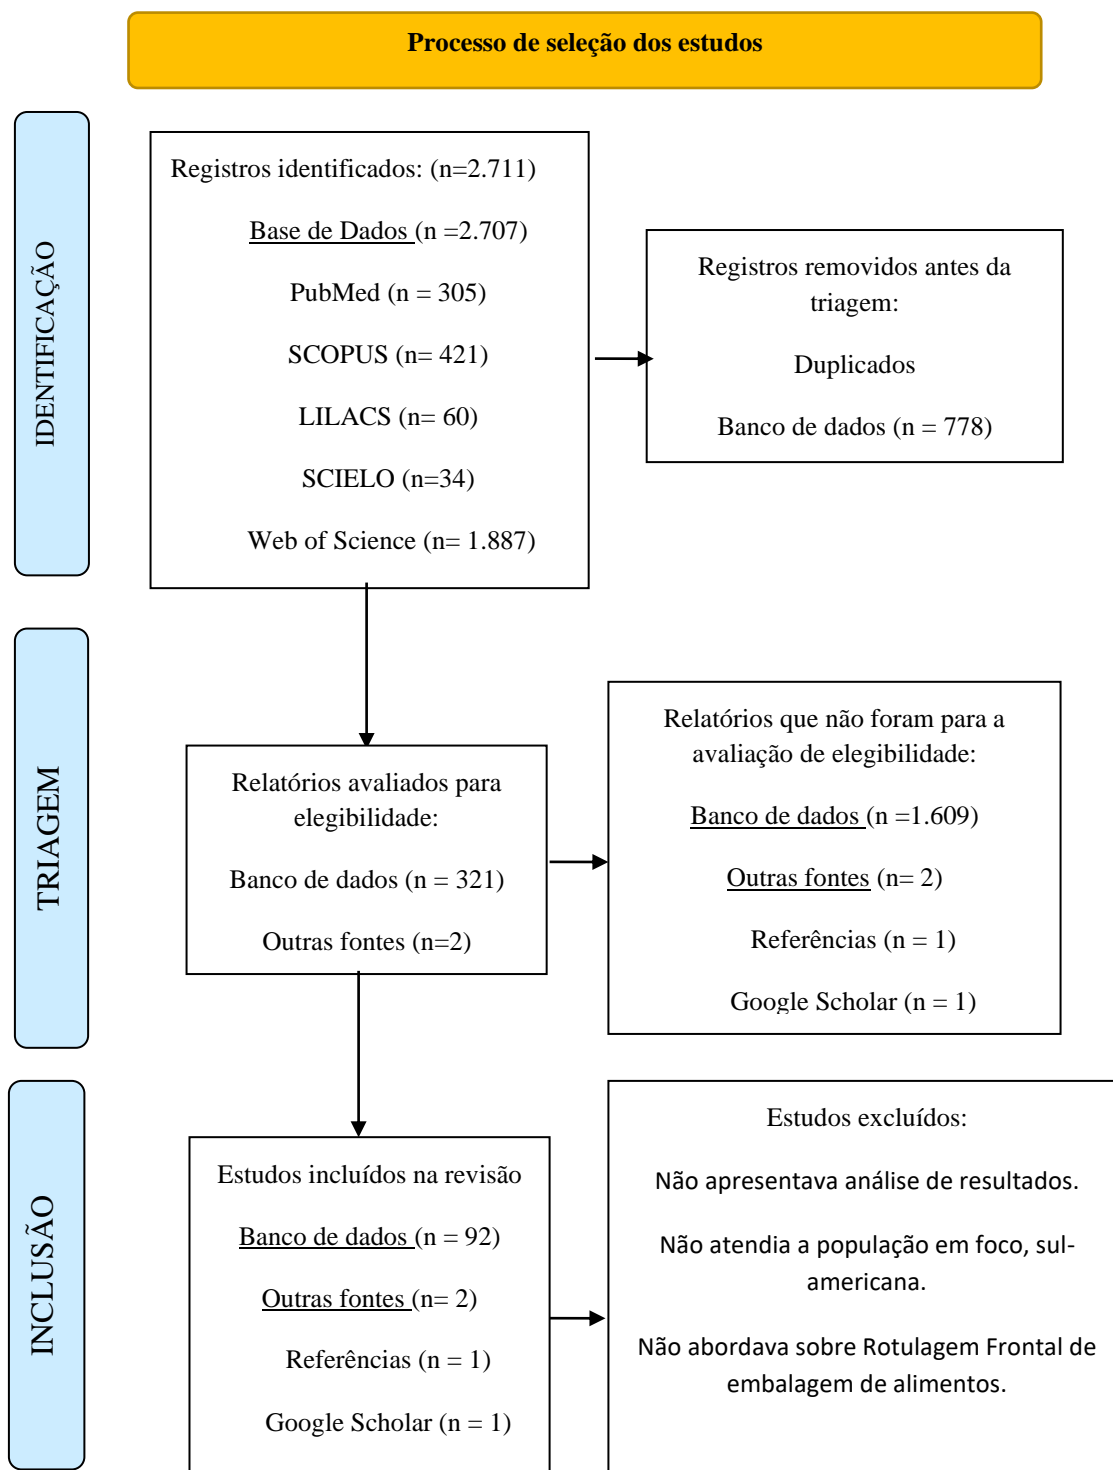 Processo de seleção dos estudos
IDENTIFICAÇÃO
Registros identificados: (n=2.711)
Base de Dados (n =2.707)
PubMed (n = 305)
SCOPUS (n= 421)
LILACS (n= 60)
SCIELO (n=34)
Web of Science (n= 1.887)
Registros removidos antes da
triagem:
Duplicados
Banco de dados (n = 778)
TRIAGEM
Relatórios avaliados para
elegibilidade:
Banco de dados (n = 321)
Outras fontes (n=2)
Relatórios que não foram para a
avaliação de elegibilidade:
Banco de dados (n =1.609)
Outras fontes (n= 2)
Referências (n = 1)
Google Scholar (n = 1)
INCLUSÃO
Estudos incluídos na revisão
Banco de dados (n = 92)
Outras fontes (n= 2)
Referências (n = 1)
Google Scholar (n = 1)
Estudos excluídos:
Não apresentava análise de resultados.
Não atendia a população em foco, sul-
americana.
Não abordava sobre Rotulagem Frontal de
embalagem de alimentos.